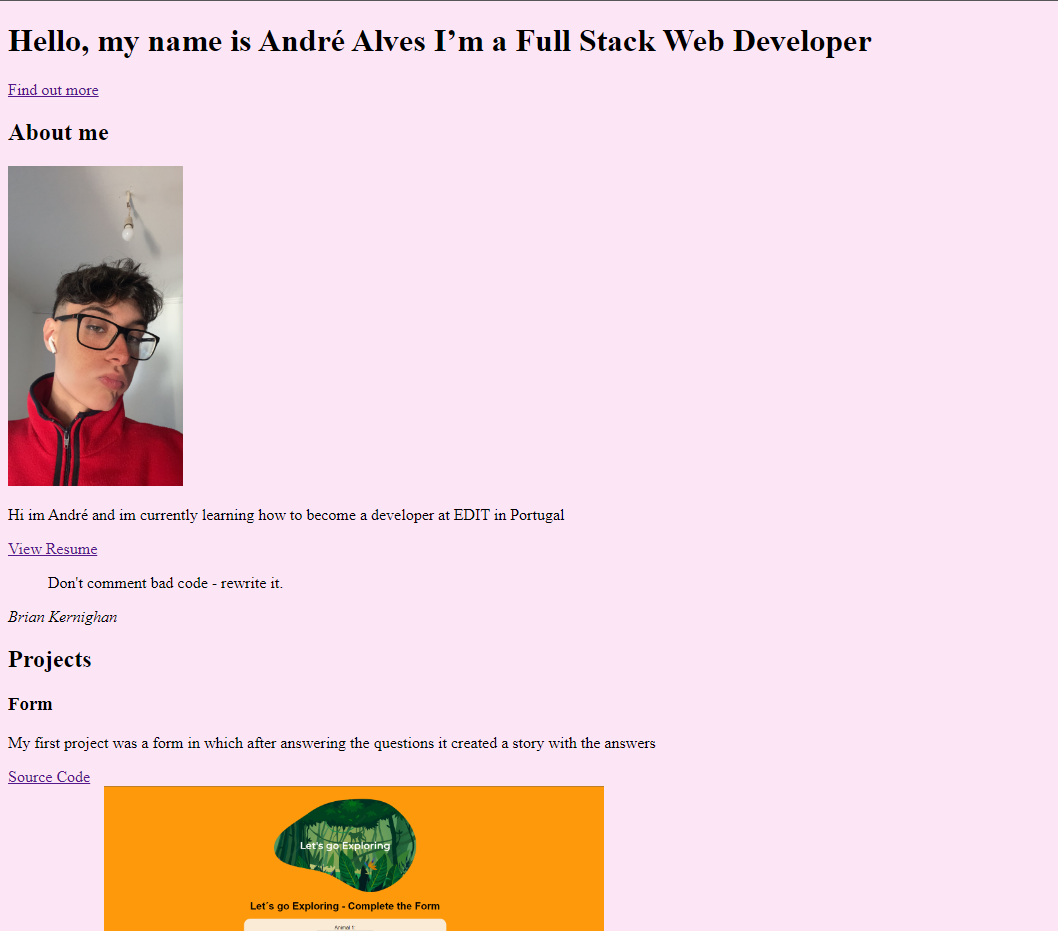 Hello, my name is André Alves I’m a Full Stack Web Developer
Find out more
About me
Hi im André and im currently learning how to become a developer at EDIT in Portugal
View Resume
Don't comment bad code - rewrite it.
Brian Kernighan
Projects
Form
My first project was a form in which after answering the questions it created a story with the answers
Source Code
Let's go Exploring
Let´s go Exploring - Complete the Form
Animal 1: